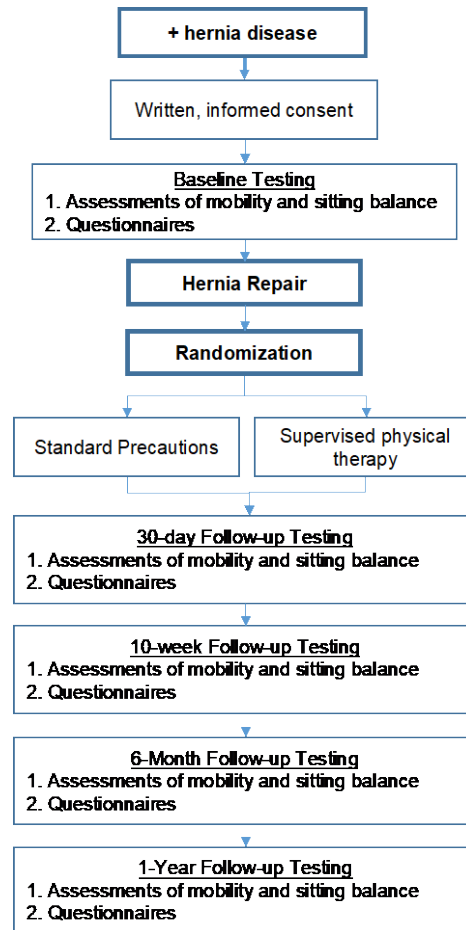 + hernia disease
Written, informed consent
Baseline Testing
1. Assessments of mobility and sitting balance
2. Questionnaires
Hernia Repair
Randomization
Standard Precautions
Supervised physical
therapy
30-day Follow-up Testing
1. Assessments of mobility and sitting balance
2. Questionnaires
10-week Follow-up Testing
1. Assessments of mobility and sitting balance
2. Questionnaires
6-Month Follow-up Testing
1. Assessments of mobility and sitting balance
2. Questionnaires
1-Year Follow-up Testing
1. Assessments of mobility and sitting balance
2. Questionnaires